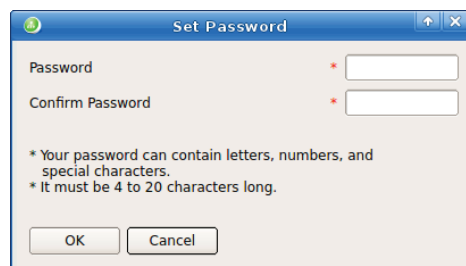 Set Password
Password *
Confirm Password *
* Your password can contain letters, numbers, and
special characters.
* It must be 4 to 20 characters long.
OK Cancel